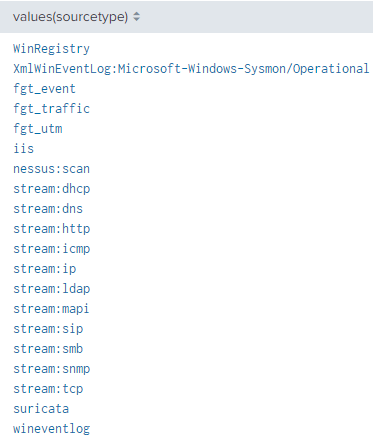 values(sourcetype)
WinRegistry
XmlWinEventLog:Microsoft-Windows-Sysmon/Operational
fgt_event
fgt_traffic
fgt_utm
iis
nessus:scan
stream:dhcp
stream:dns
stream:http
stream:icmp
stream:ip
stream:ldap
stream:mapi
stream:sip
stream:smb
stream:snmp
stream:tcp
suricata
wineventlog